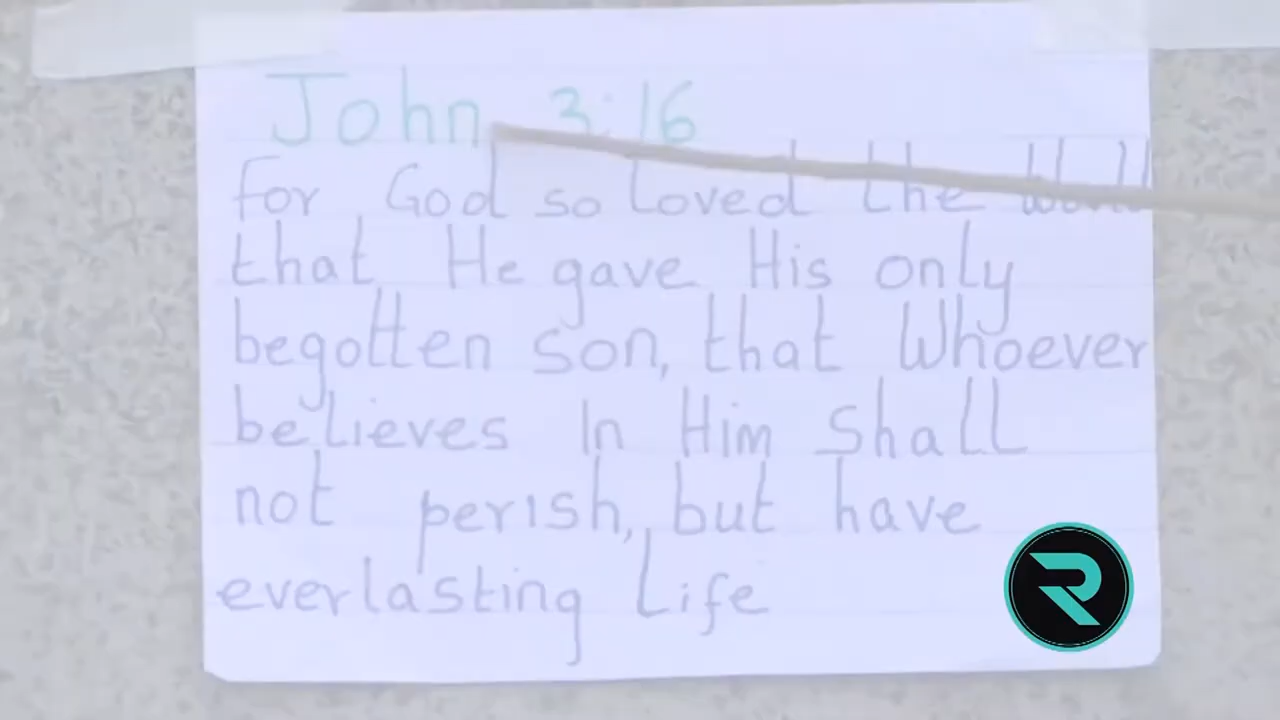 John 3:16
for God so loved the
that He gave His only
begotten son, that Whoever
believes In Him Shall
not perish, but have
everlasting Life
R